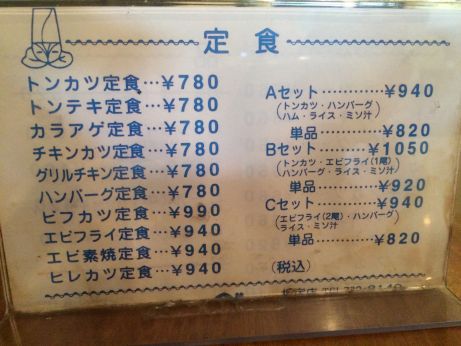 定食
トンカツ定食…¥780
トンテキ定食…¥780
カラアゲ定食…¥780
チキンカツ定食…¥780
グリルチキン定食…¥780
ハンバーグ定食…¥780
ビフカツ定食…¥990
エビフライ定食…¥940
エビ素焼定食…¥940
ヒレカツ定食…¥940
Aセット…………¥940
(トンカツ・ハンバーグ
ハム・ライス・ミソ汁)
単品…………¥820
Bセット…………¥1050
(トンカツ・エビフライ(1尾)
ハンバーグ・ライス・ミソ汁)
単品…………¥920
Cセット…………¥940
(エビフライ(2尾)・ハンバーグ
ライス・ミソ汁)
単品…………¥820
(税込)